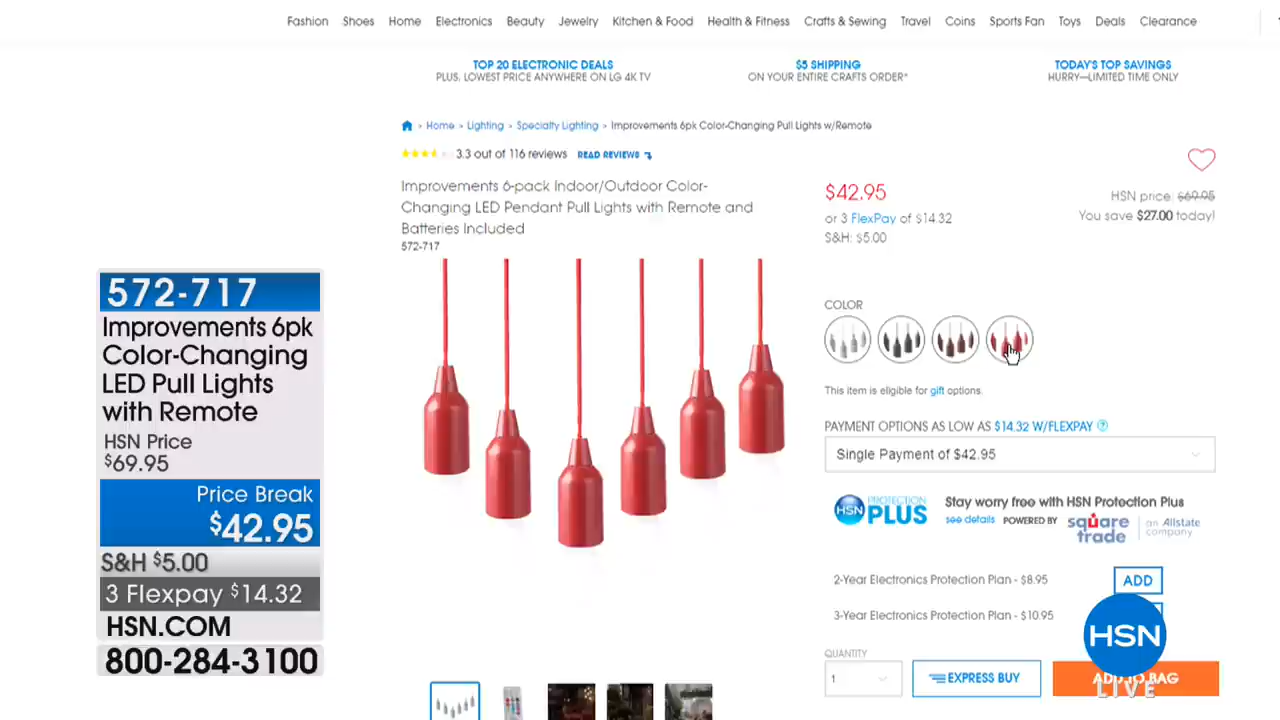 Fashion Shoes Home Electronics Beauty Jewelry Kitchen & Food Health & Fitness Crafts & Sewing Travel Coins Sports Fan Toys Deals Clearance
TOP 20 ELECTRONIC DEALS
PLUS, LOWEST PRICE ANYWHERE ON LG 4K TV
$5 SHIPPING
ON YOUR ENTIRE CRAFTS ORDER*
TODAY'S TOP SAVINGS
HURRY—LIMITED TIME ONLY
Home > Lighting > Specialty Lighting > Improvements 6pk Color-Changing Pull Lights w/Remote
3.3 out of 116 reviews READ REVIEWS
Improvements 6-pack Indoor/Outdoor Color-
Changing LED Pendant Pull Lights with Remote and
Batteries Included
572-717
$42.95
or 3 FlexPay of $14.32
S&H: $5.00
HSN price: $69.95
You save $27.00 today!
COLOR
This item is eligible for gift options.
PAYMENT OPTIONS AS LOW AS $14.32 W/FLEXPAY ?
Single Payment of $42.95
HSN PROTECTION PLUS
Stay worry free with HSN Protection Plus
see details POWERED BY square trade an Allstate company
2-Year Electronics Protection Plan - $8.95 ADD
3-Year Electronics Protection Plan - $10.95
QUANTITY
1
EXPRESS BUY
ADD TO BAG
HSN
LIVE
572-717
Improvements 6pk
Color-Changing
LED Pull Lights
with Remote
HSN Price
$69.95
Price Break
$42.95
S&H $5.00
3 Flexpay $14.32
HSN.COM
800-284-3100